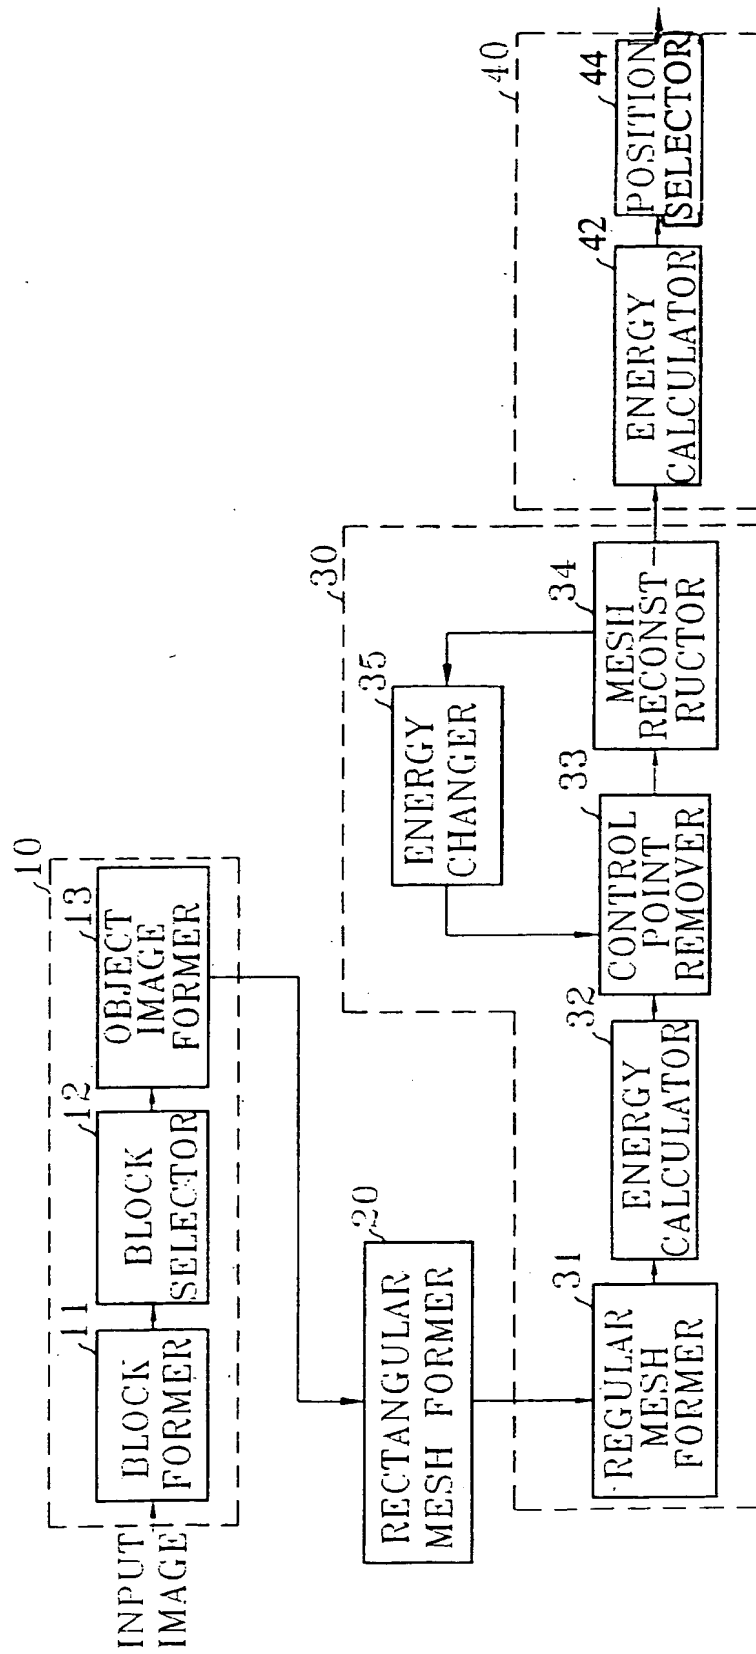 INPUT
IMAGE
10
11
BLOCK
FORMER
12
BLOCK
SELECTOR
13
OBJECT
IMAGE
FORMER
20
RECTANGULAR
MESH FORMER
30
31
REGULAR
MESH
FORMER
32
ENERGY
CALCULATOR
33
CONTROL
POINT
REMOVER
34
MESH
RECONST
RUCTOR
35
ENERGY
CHANGER
40
42
ENERGY
CALCULATOR
44
POSITION
SELECTOR